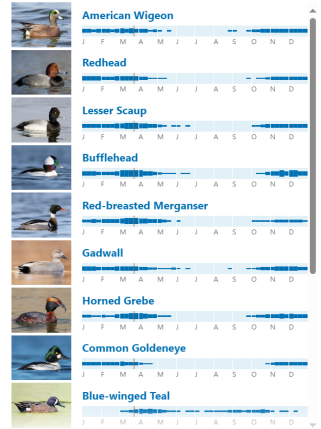 American Wigeon
J F M A M J J A S O N D
Redhead
J F M A M J J A S O N D
Lesser Scaup
J F M A M J J A S O N D
Bufflehead
J F M A M J J A S O N D
Red-breasted Merganser
J F M A M J J A S O N D
Gadwall
J F M A M J J A S O N D
Horned Grebe
J F M A M J J A S O N D
Common Goldeneye
J F M A M J J A S O N D
Blue-winged Teal
J F M A M J J A S O N D